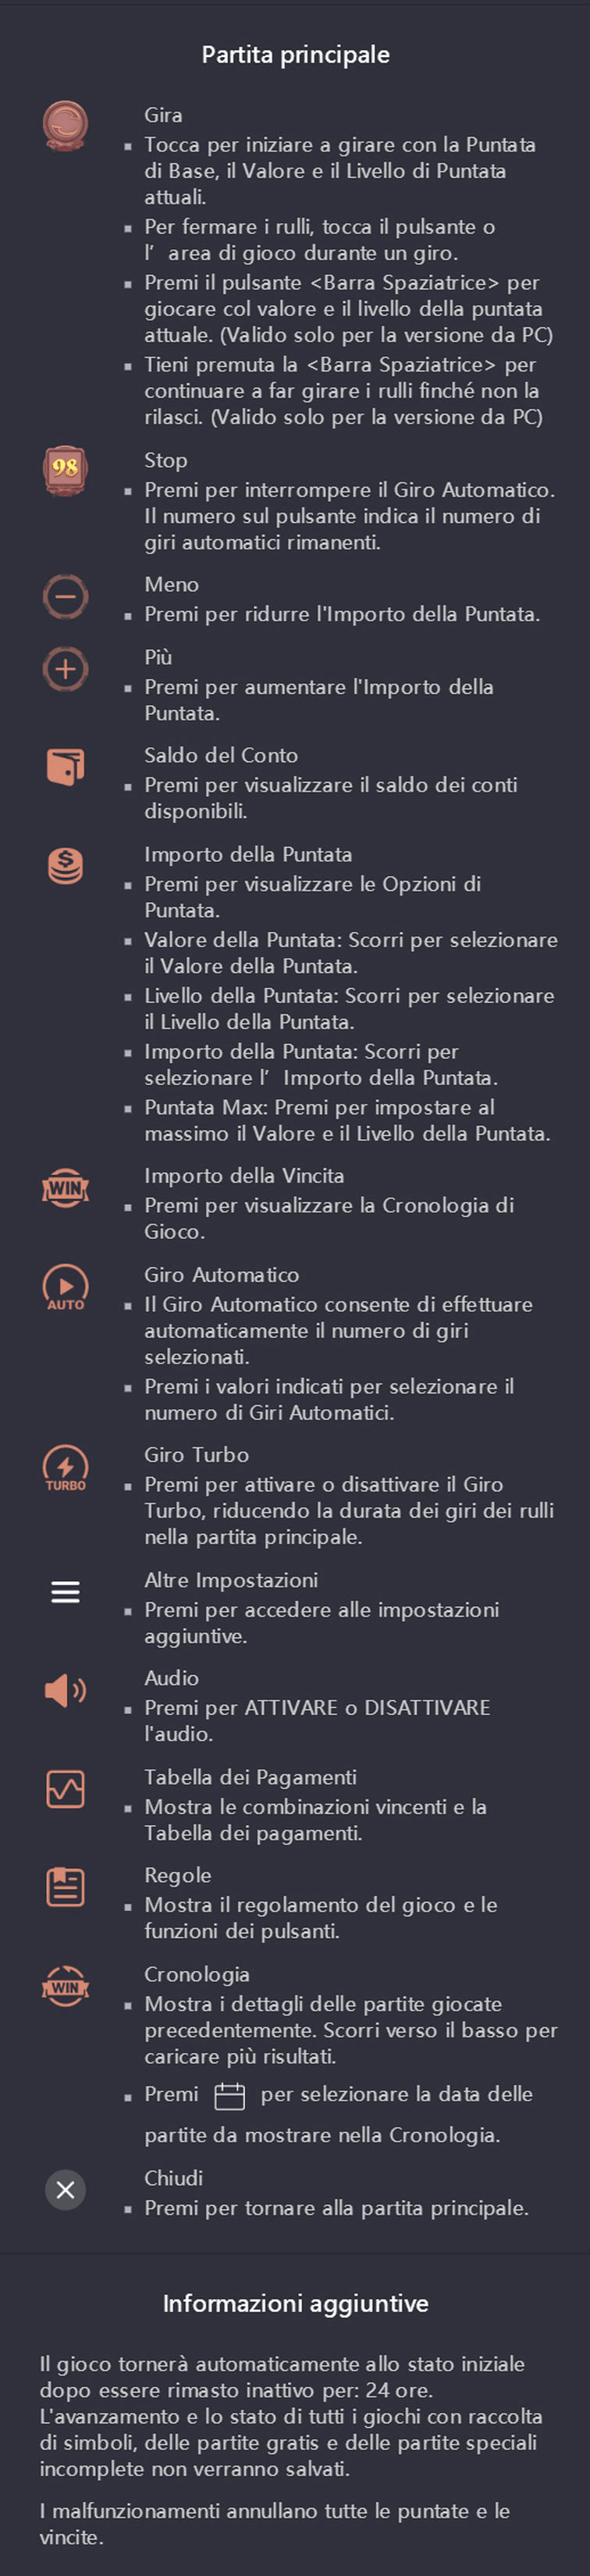 Partita principale
Gira
Tocca per iniziare a girare con la Puntata
di Base, il Valore e il Livello di Puntata
attuali.
Per fermare i rulli, tocca il pulsante o
l’ area di gioco durante un giro.
Premi il pulsante <Barra Spaziatrice> per
giocare col valore e il livello della puntata
attuale. (Valido solo per la versione da PC)
Tieni premuta la <Barra Spaziatrice> per
continuare a far girare i rulli finché non la
rilasci. (Valido solo per la versione da PC)
98
Stop
Premi per interrompere il Giro Automatico.
Il numero sul pulsante indica il numero di
giri automatici rimanenti.
Meno
Premi per ridurre l'Importo della Puntata.
Più
Premi per aumentare l'Importo della
Puntata.
Saldo del Conto
Premi per visualizzare il saldo dei conti
disponibili.
$
Importo della Puntata
Premi per visualizzare le Opzioni di
Puntata.
Valore della Puntata: Scorri per selezionare
il Valore della Puntata.
Livello della Puntata: Scorri per selezionare
il Livello della Puntata.
Importo della Puntata: Scorri per
selezionare l’ Importo della Puntata.
Puntata Max: Premi per impostare al
massimo il Valore e il Livello della Puntata.
WIN
Importo della Vincita
Premi per visualizzare la Cronologia di
Gioco.
AUTO
Giro Automatico
Il Giro Automatico consente di effettuare
automaticamente il numero di giri
selezionati.
Premi i valori indicati per selezionare il
numero di Giri Automatici.
TURBO
Giro Turbo
Premi per attivare o disattivare il Giro
Turbo, riducendo la durata dei giri dei rulli
nella partita principale.
Altre Impostazioni
Premi per accedere alle impostazioni
aggiuntive.
Audio
Premi per ATTIVARE o DISATTIVARE
l'audio.
Tabella dei Pagamenti
Mostra le combinazioni vincenti e la
Tabella dei pagamenti.
Regole
Mostra il regolamento del gioco e le
funzioni dei pulsanti.
WIN
Cronologia
Mostra i dettagli delle partite giocate
precedentemente. Scorri verso il basso per
caricare più risultati.
Premi per selezionare la data delle
partite da mostrare nella Cronologia.
Chiudi
Premi per tornare alla partita principale.
Informazioni aggiuntive
Il gioco tornerà automaticamente allo stato iniziale
dopo essere rimasto inattivo per: 24 ore.
L'avanzamento e lo stato di tutti i giochi con raccolta
di simboli, delle partite gratis e delle partite speciali
incomplete non verranno salvati.
I malfunzionamenti annullano tutte le puntate e le
vincite.